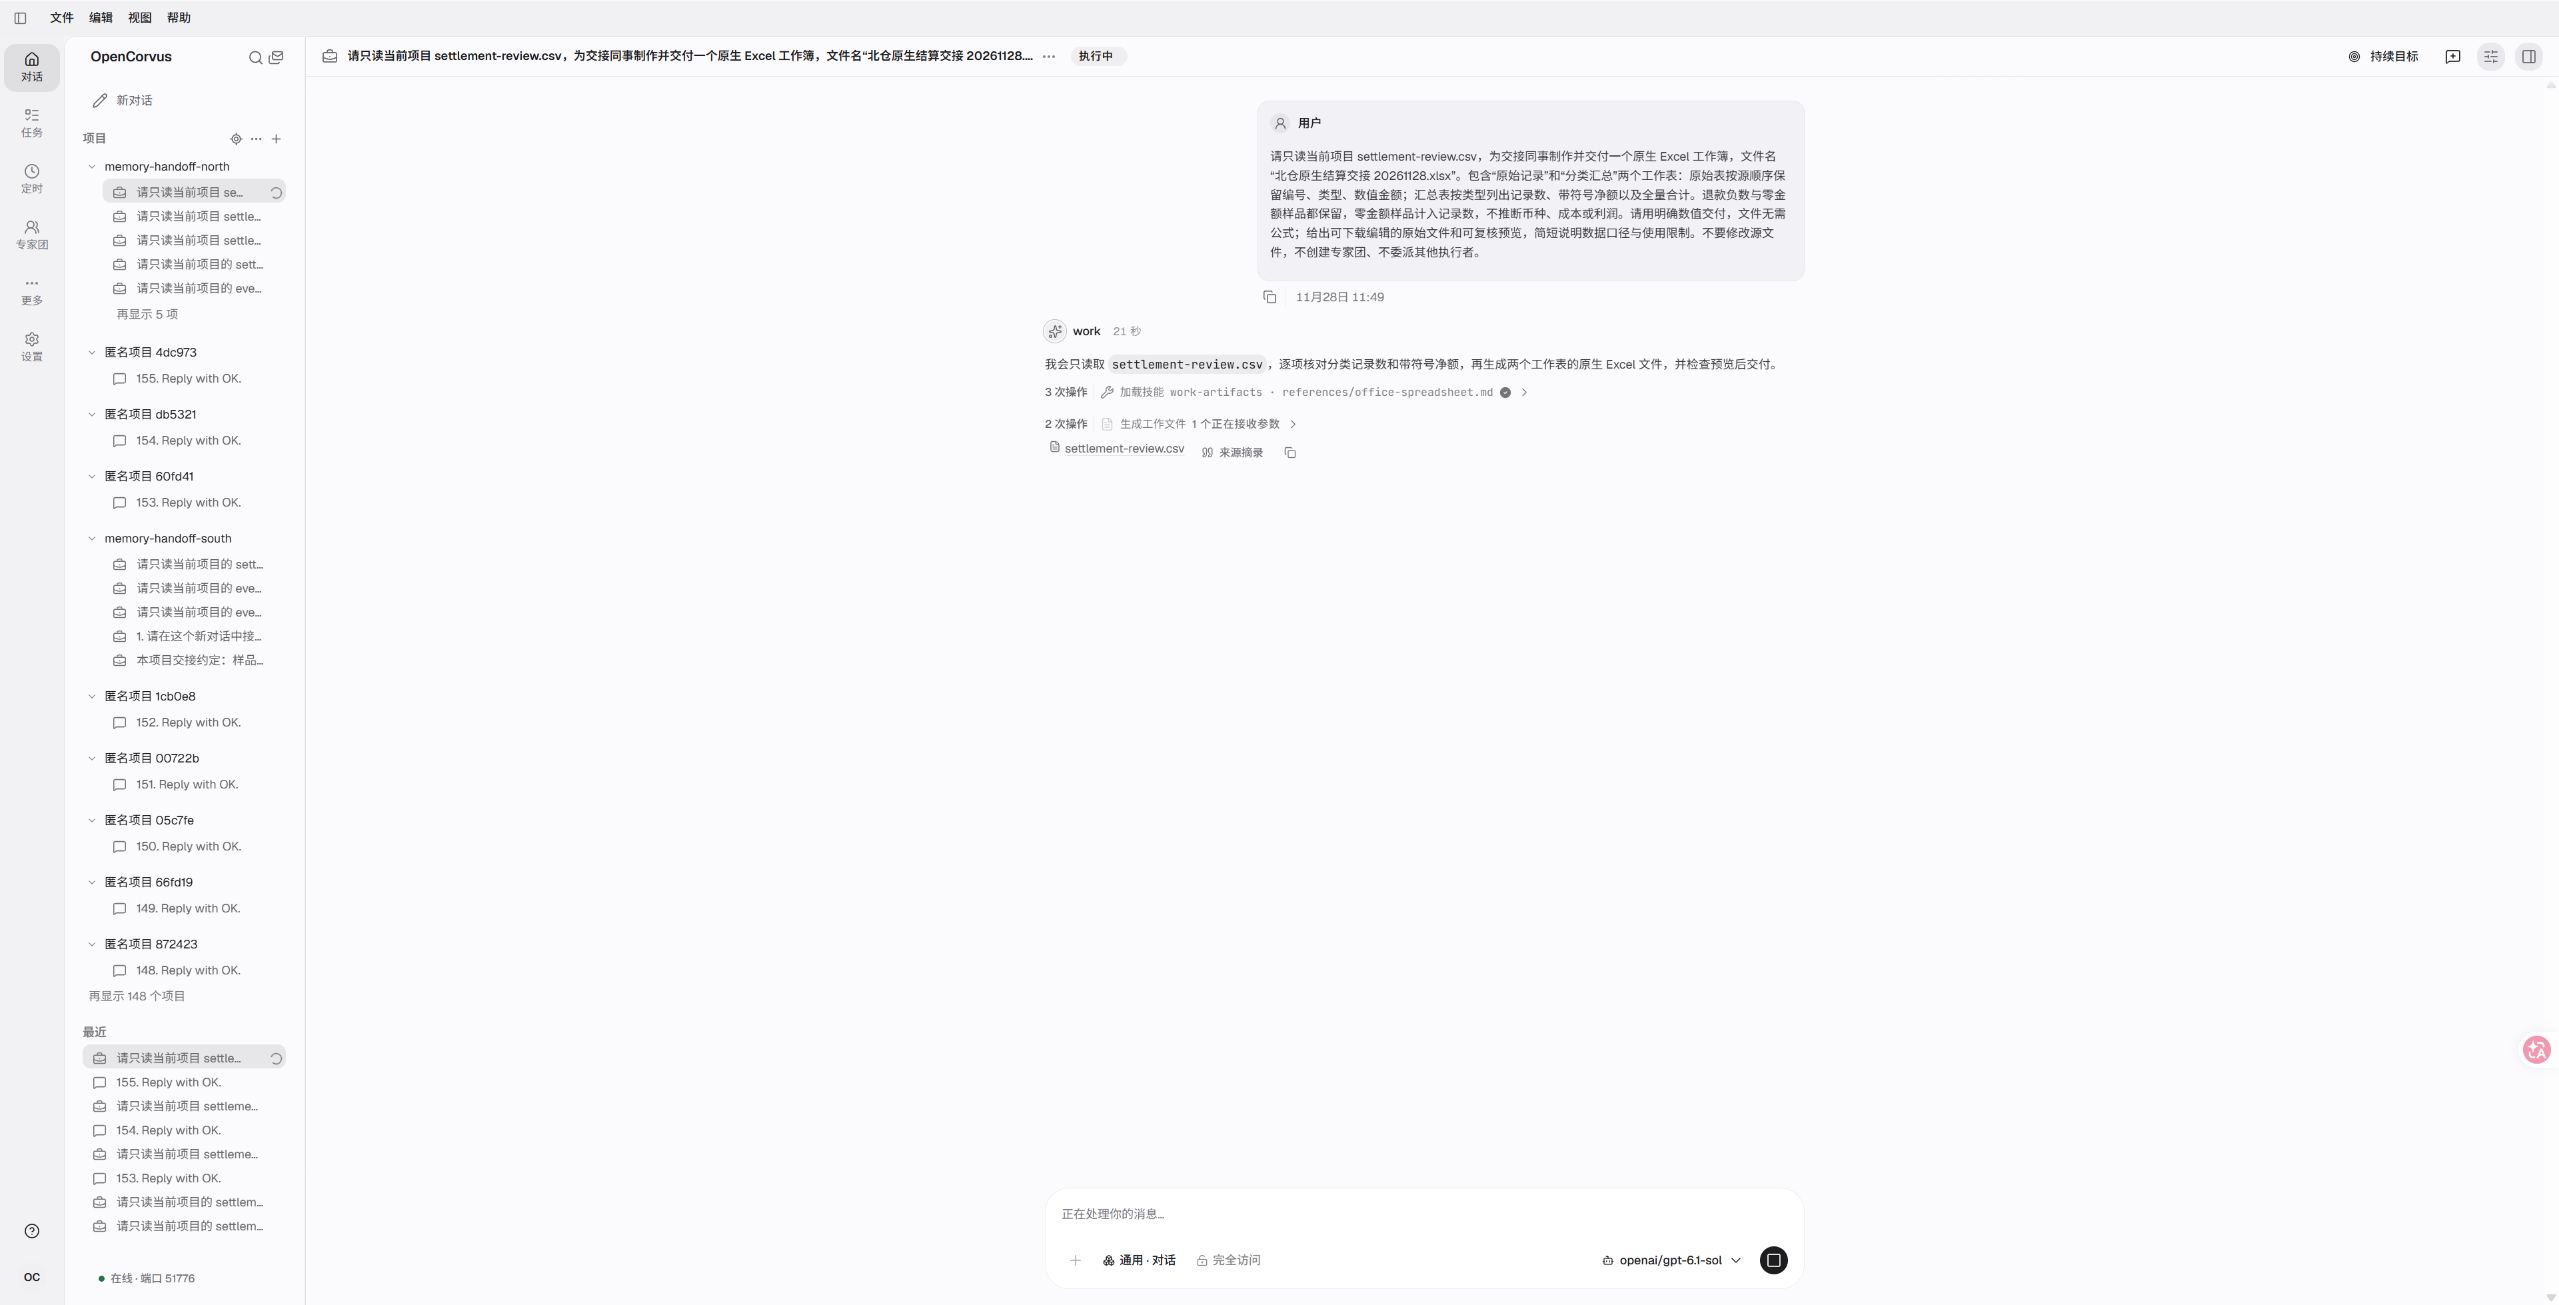 文件 编辑 视图 帮助
对话
任务
定时
专家团
更多
设置
OC
OpenCorvus
新对话
项目
memory-handoff-north
请只读当前项目 se...
请只读当前项目 settle...
请只读当前项目 settle...
请只读当前项目的 sett...
请只读当前项目的 eve...
再显示 5 项
匿名项目 4dc973
155. Reply with OK.
匿名项目 db5321
154. Reply with OK.
匿名项目 60fd41
153. Reply with OK.
memory-handoff-south
请只读当前项目的 sett...
请只读当前项目的 eve...
请只读当前项目的 eve...
1. 请在这个新对话中接...
本项目交接约定：样品...
匿名项目 1cb0e8
152. Reply with OK.
匿名项目 00722b
151. Reply with OK.
匿名项目 05c7fe
150. Reply with OK.
匿名项目 66fd19
149. Reply with OK.
匿名项目 872423
148. Reply with OK.
再显示 148 个项目
最近
请只读当前项目 settle...
155. Reply with OK.
请只读当前项目 settleme...
154. Reply with OK.
请只读当前项目 settleme...
153. Reply with OK.
请只读当前项目的 settlem...
请只读当前项目的 settlem...
在线 · 端口 51776
请只读当前项目 settlement-review.csv，为交接同事制作并交付一个原生 Excel 工作簿，文件名“北仓原生结算交接 20261128.... ··· 执行中
持续目标
用户
请只读当前项目 settlement-review.csv，为交接同事制作并交付一个原生 Excel 工作簿，文件名
“北仓原生结算交接 20261128.xlsx”。包含“原始记录”和“分类汇总”两个工作表：原始表按源顺序保
留编号、类型、数值金额；汇总表按类型列出记录数、带符号净额以及全量合计。退款负数与零金
额样品都保留，零金额样品计入记录数，不推断币种、成本或利润。请用明确数值交付，文件无需
公式；给出可下载编辑的原始文件和可复核预览，简短说明数据口径与使用限制。不要修改源文
件，不创建专家团、不委派其他执行者。
11月28日 11:49
work 21 秒
我会只读取 settlement-review.csv，逐项核对分类记录数和带符号净额，再生成两个工作表的原生 Excel 文件，并检查预览后交付。
3 次操作 加载技能 work-artifacts · references/office-spreadsheet.md
2 次操作 生成工作文件 1 个正在接收参数
settlement-review.csv 来源摘录
正在处理你的消息...
通用 · 对话 完全访问 openai/gpt-6.1-sol